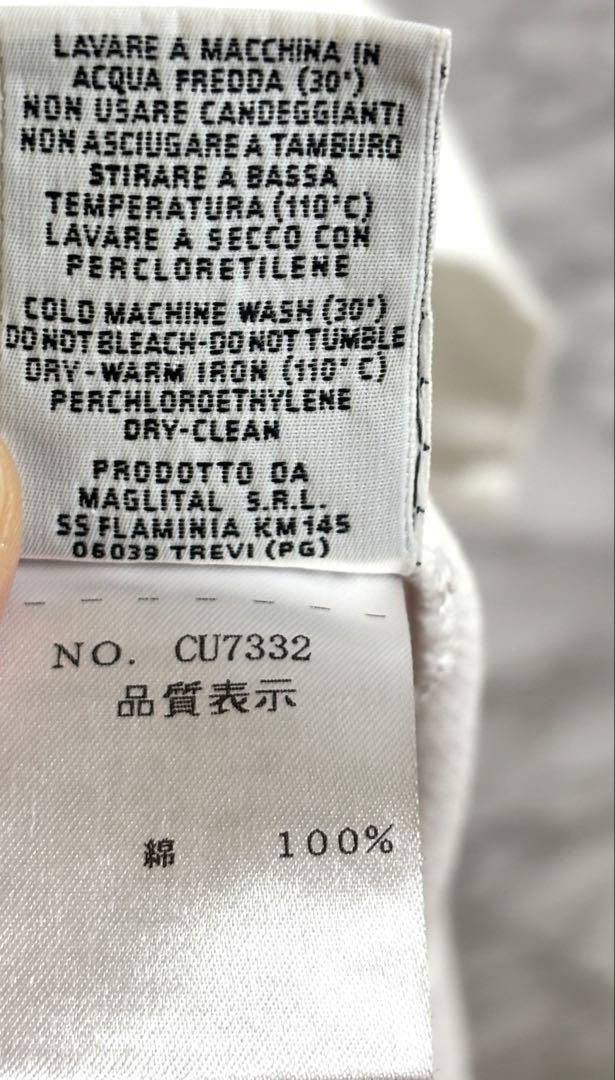 LAVARE A MACCHINA IN
ACQUA FREDDA (30°)
NON USARE CANDEGGIANTI
NON ASCIUGARE A TAMBURO
STIRARE A BASSA
TEMPERATURA (110°C)
LAVARE A SECCO CON
PERCLORETILENE
COLD MACHINE WASH (30°)
DO NOT BLEACH-DO NOT TUMBLE
DRY-WARM IRON (110° C)
PERCHLOROETHYLENE
DRY-CLEAN
PRODOTTO DA
MAGLITAL S.R.L.
SS FLAMINIA KM 145
06039 TREVI (PG)
NO. CU7332
品質表示
綿 100%